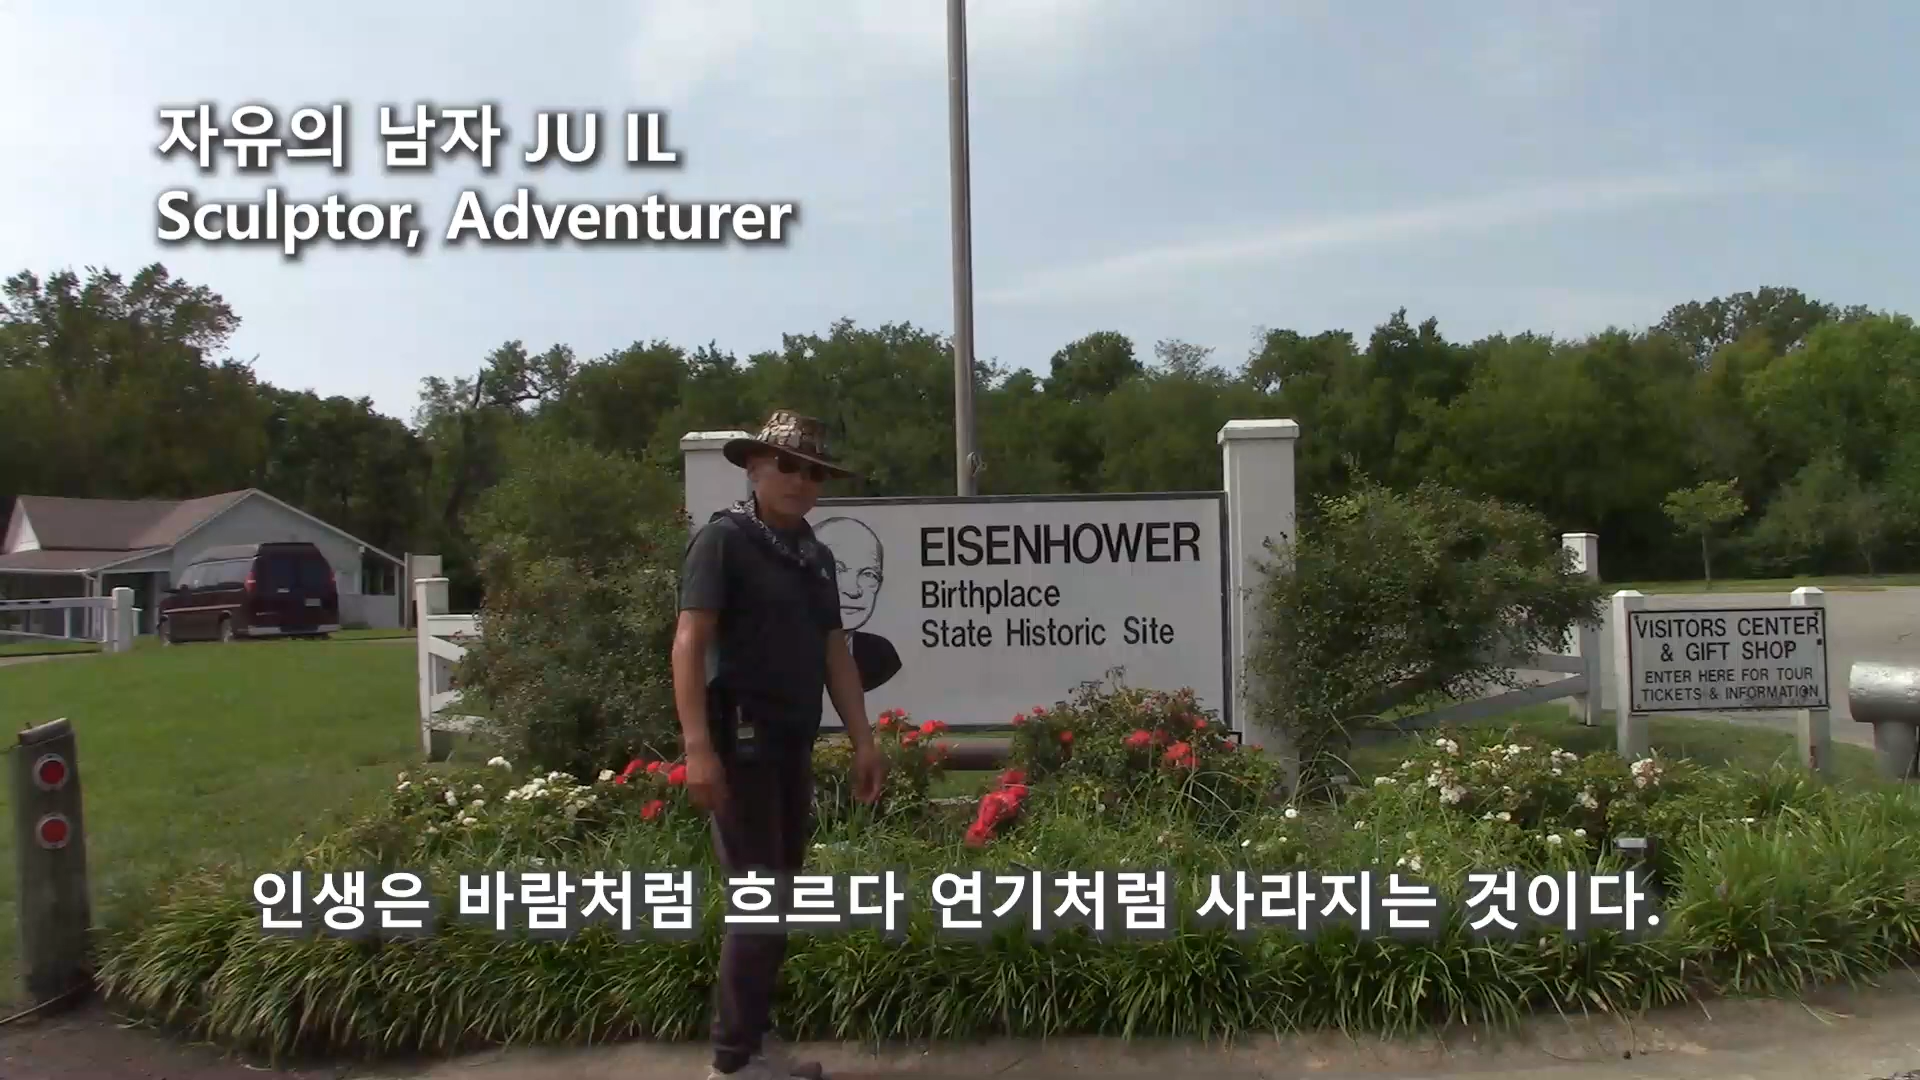 자유의 남자 JU IL
Sculptor, Adventurer
EISENHOWER
Birthplace
State Historic Site
VISITORS CENTER
& GIFT SHOP
ENTER HERE FOR TOUR
TICKETS & INFORMATION
인생은 바람처럼 흐르다 연기처럼 사라지는 것이다.